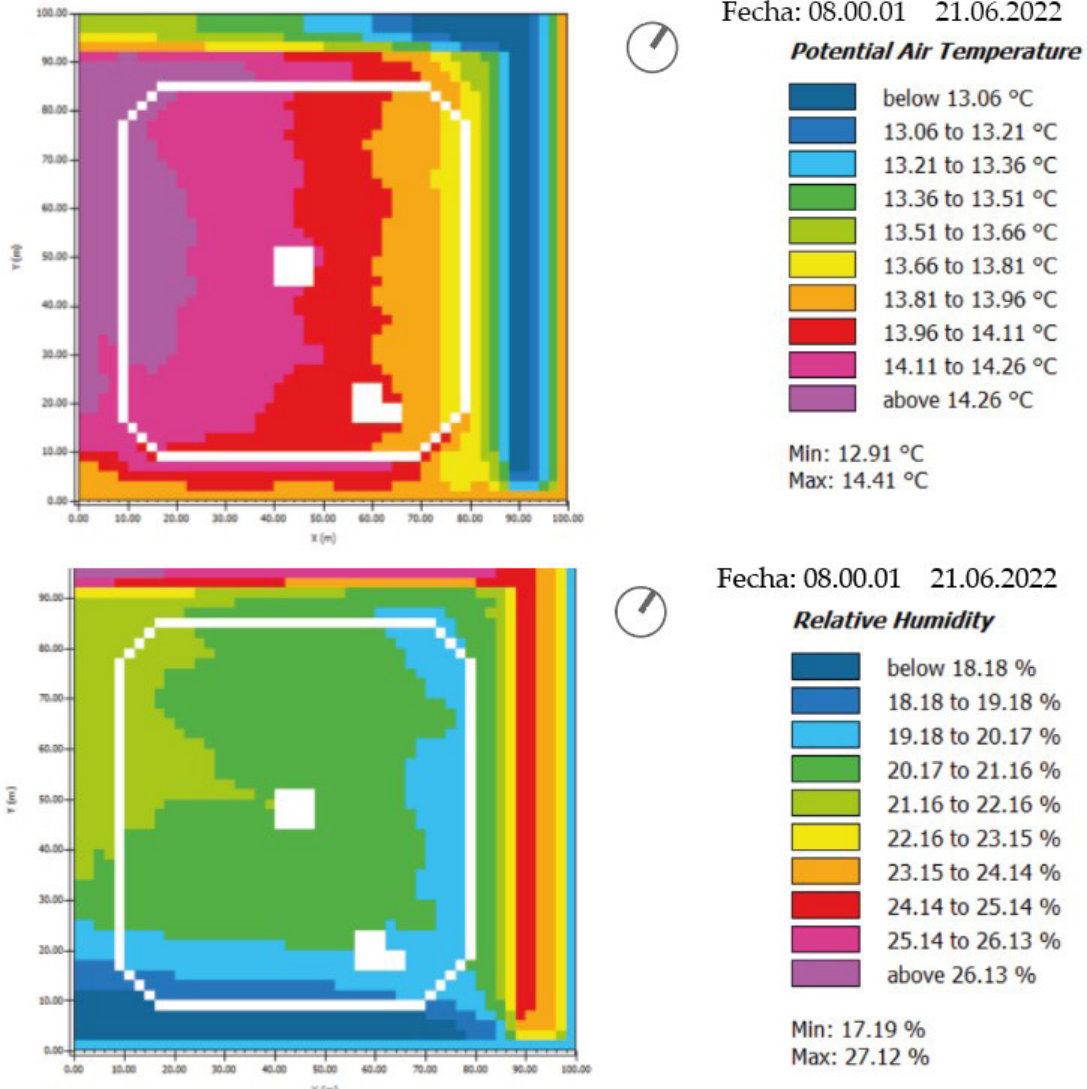 Fecha: 08.00.01 21.06.2022
Potential Air Temperature
below 13.06 °C
13.06 to 13.21 °C
13.21 to 13.36 °C
13.36 to 13.51 °C
13.51 to 13.66 °C
13.66 to 13.81 °C
13.81 to 13.96 °C
13.96 to 14.11 °C
14.11 to 14.26 °C
above 14.26 °C
Min: 12.91 °C
Max: 14.41 °C
100.00
90.00
80.00
70.00
60.00
50.00
40.00
30.00
20.00
10.00
0.00
Y (m)
0.00 10.00 20.00 30.00 40.00 50.00 60.00 70.00 80.00 90.00 100.00
X (m)
Fecha: 08.00.01 21.06.2022
Relative Humidity
below 18.18 %
18.18 to 19.18 %
19.18 to 20.17 %
20.17 to 21.16 %
21.16 to 22.16 %
22.16 to 23.15 %
23.15 to 24.14 %
24.14 to 25.14 %
25.14 to 26.13 %
above 26.13 %
Min: 17.19 %
Max: 27.12 %
90.00
80.00
70.00
60.00
50.00
40.00
30.00
20.00
10.00
0.00
Y (m)
0.00 10.00 20.00 30.00 40.00 50.00 60.00 70.00 80.00 90.00 100.00